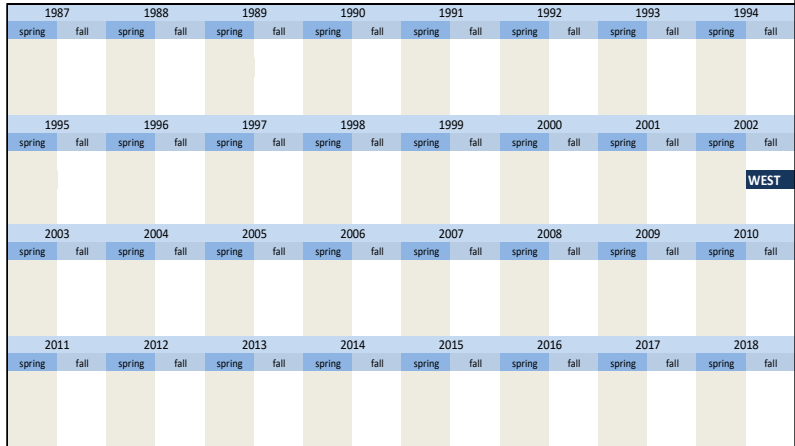 1987 1988 1989 1990 1991 1992 1993 1994
spring fall spring fall spring fall spring fall spring fall spring fall spring fall spring fall
1995 1996 1997 1998 1999 2000 2001 2002
spring fall spring fall spring fall spring fall spring fall spring fall spring fall spring fall
WEST
2003 2004 2005 2006 2007 2008 2009 2010
spring fall spring fall spring fall spring fall spring fall spring fall spring fall spring fall
2011 2012 2013 2014 2015 2016 2017 2018
spring fall spring fall spring fall spring fall spring fall spring fall spring fall spring fall